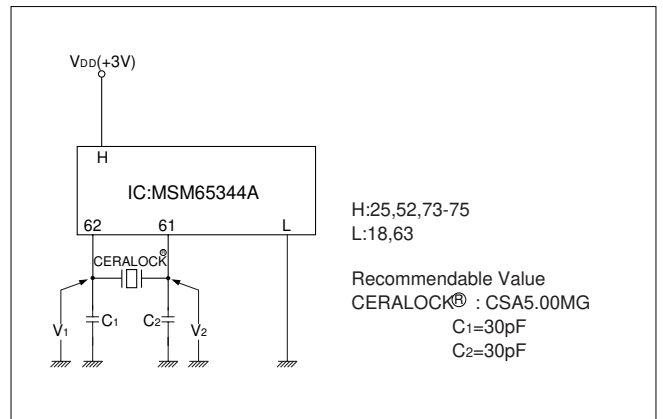 VDD(+3V)
H
IC:MSM65344A
62 61 L
CERALOCK®
V1 C1 C2 V2
H:25,52,73-75
L:18,63
Recommendable Value
CERALOCK® : CSA5.00MG
C1=30pF
C2=30pF